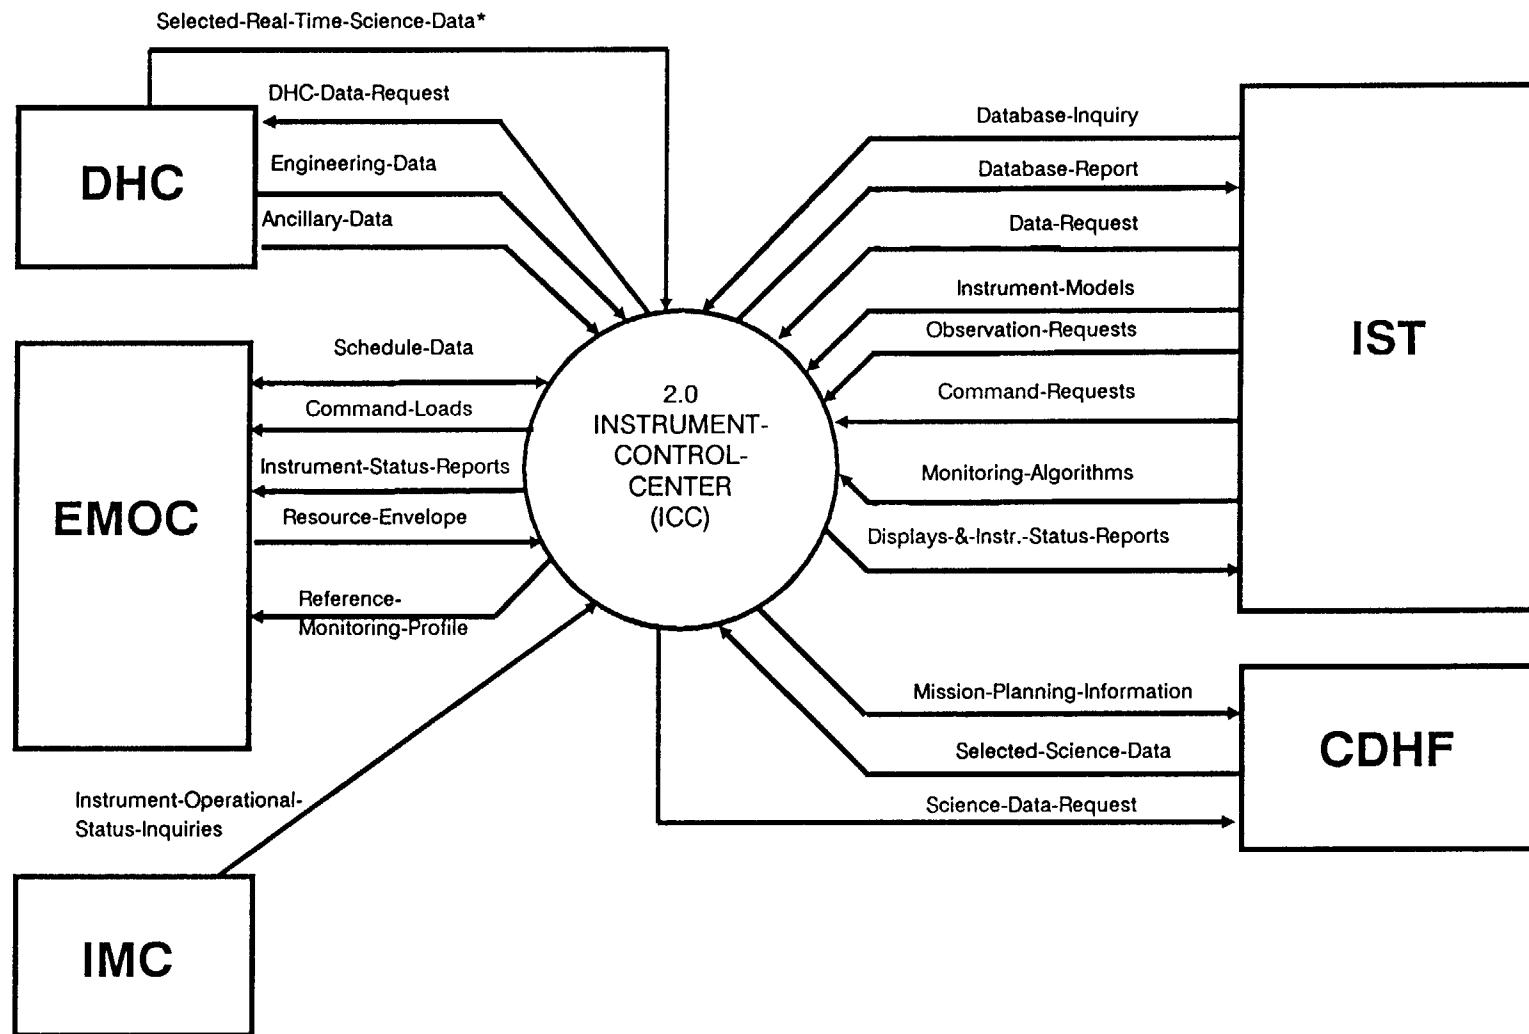 Selected-Real-Time-Science-Data*
DHC-Data-Request
Engineering-Data
Ancillary-Data
DHC
Schedule-Data
Command-Loads
Instrument-Status-Reports
Resource-Envelope
Reference-
Monitoring-Profile
EMOC
Instrument-Operational-
Status-Inquiries
IMC
2.0
INSTRUMENT-
CONTROL-
CENTER
(ICC)
Database-Inquiry
Database-Report
Data-Request
Instrument-Models
Observation-Requests
Command-Requests
Monitoring-Algorithms
Displays-&-Instr.-Status-Reports
IST
Mission-Planning-Information
Selected-Science-Data
Science-Data-Request
CDHF